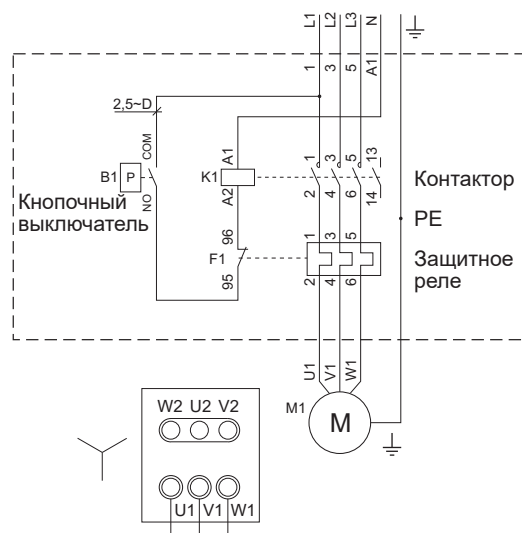 L1 L2 L3 N
1 3 5 A1
2,5~D
COM
B1 P
NO
Кнопочный
выключатель
A1
K1
A2
1 3 5 13
2 4 6 14
Контактор
PE
96
F1
95
1 3 5
2 4 6
Защитное
реле
U1 V1 W1
M1 M
W2 U2 V2
U1 V1 W1